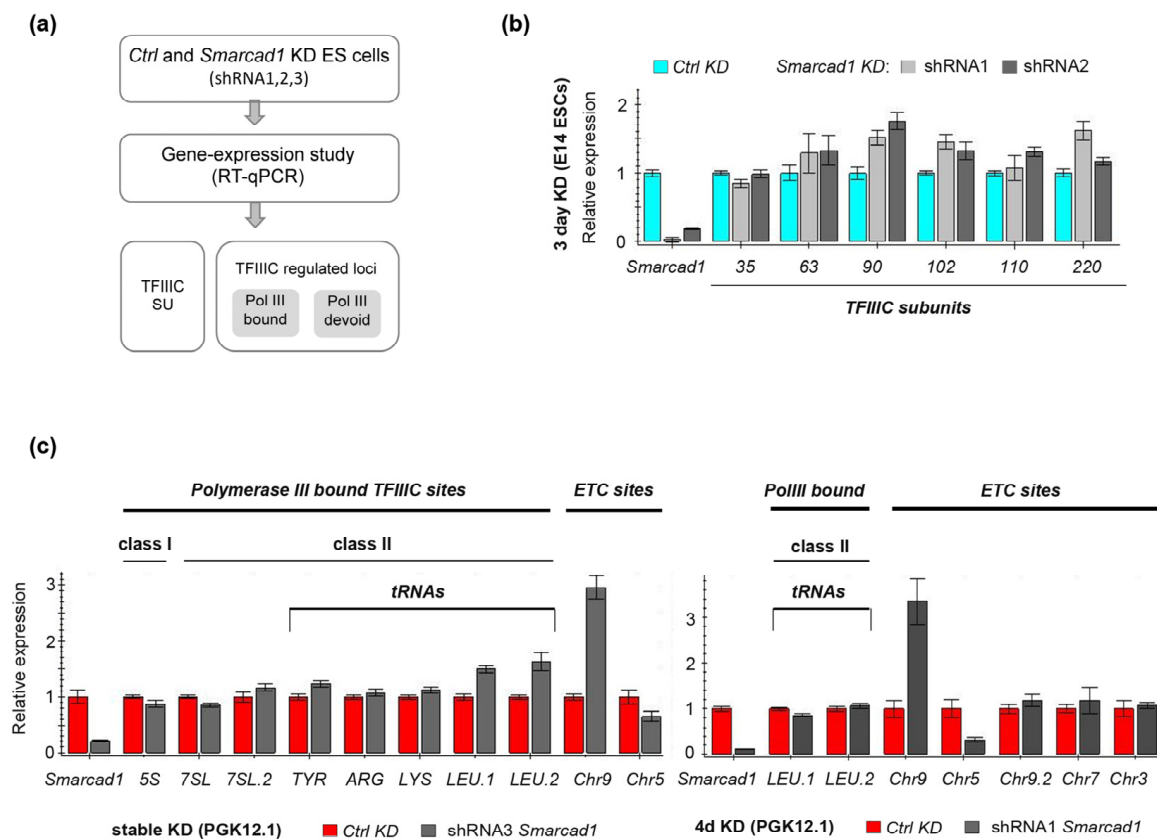 (a)
Ctrl and Smarcad1 KD ES cells
(shRNA1,2,3)
Gene-expression study
(RT-qPCR)
TFIIIC
SU
TFIIIC regulated loci
Pol III
bound
Pol III
devoid
(b)
Ctrl KD
Smarcad1 KD: shRNA1 shRNA2
3 day KD (E14 ESCs)
Relative expression
2
1
0
Smarcad1 35 63 90 102 110 220
TFIIIC subunits
(c)
Polymerase III bound TFIIIC sites ETC sites
class I class II
tRNAs
Relative expression
3
2
1
0
Smarcad1 5S 7SL 7SL.2 TYR ARG LYS LEU.1 LEU.2 Chr9 Chr5
stable KD (PGK12.1) Ctrl KD shRNA3 Smarcad1
PolIII bound ETC sites
class II
tRNAs
3
2
1
0
Smarcad1 LEU.1 LEU.2 Chr9 Chr5 Chr9.2 Chr7 Chr3
4d KD (PGK12.1) Ctrl KD shRNA1 Smarcad1